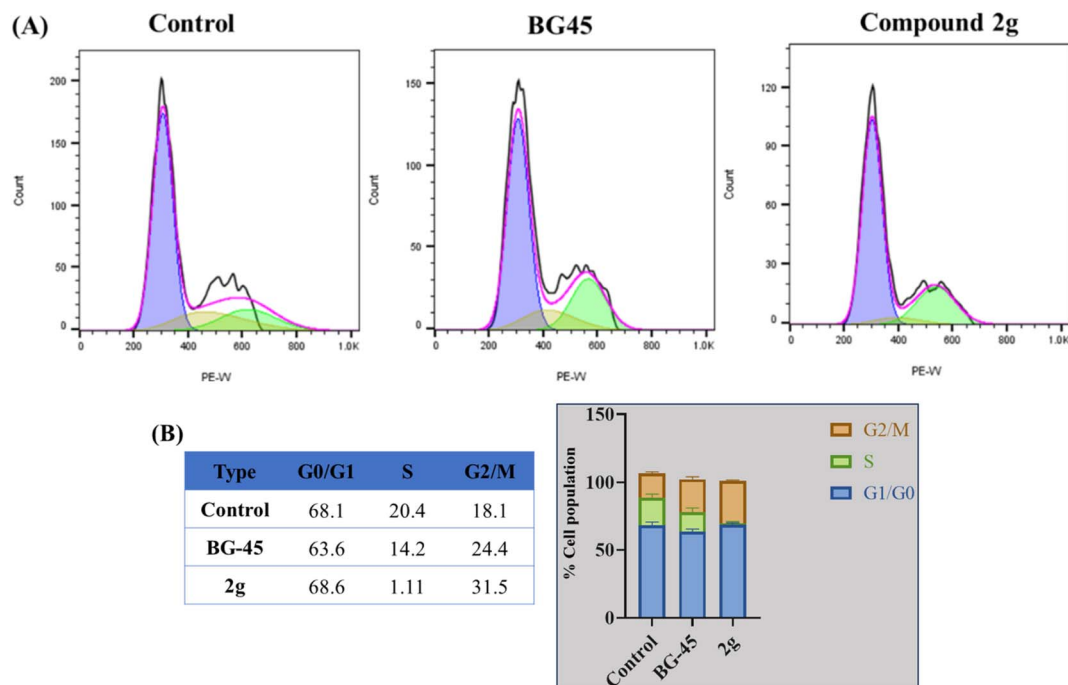 (A)
Control
BG45
Compound 2g
200
150
100
50
0
Count
0 200 400 600 800 1.0K
PE-W
150
100
50
0
Count
0 200 400 600 800 1.0K
PE-W
120
90
60
30
0
Count
0 200 400 600 800 1.0K
PE-W
(B)
Type G0/G1 S G2/M
Control 68.1 20.4 18.1
BG-45 63.6 14.2 24.4
2g 68.6 1.11 31.5
150
100
50
0
% Cell population
Control
BG-45
2g
G2/M
S
G1/G0